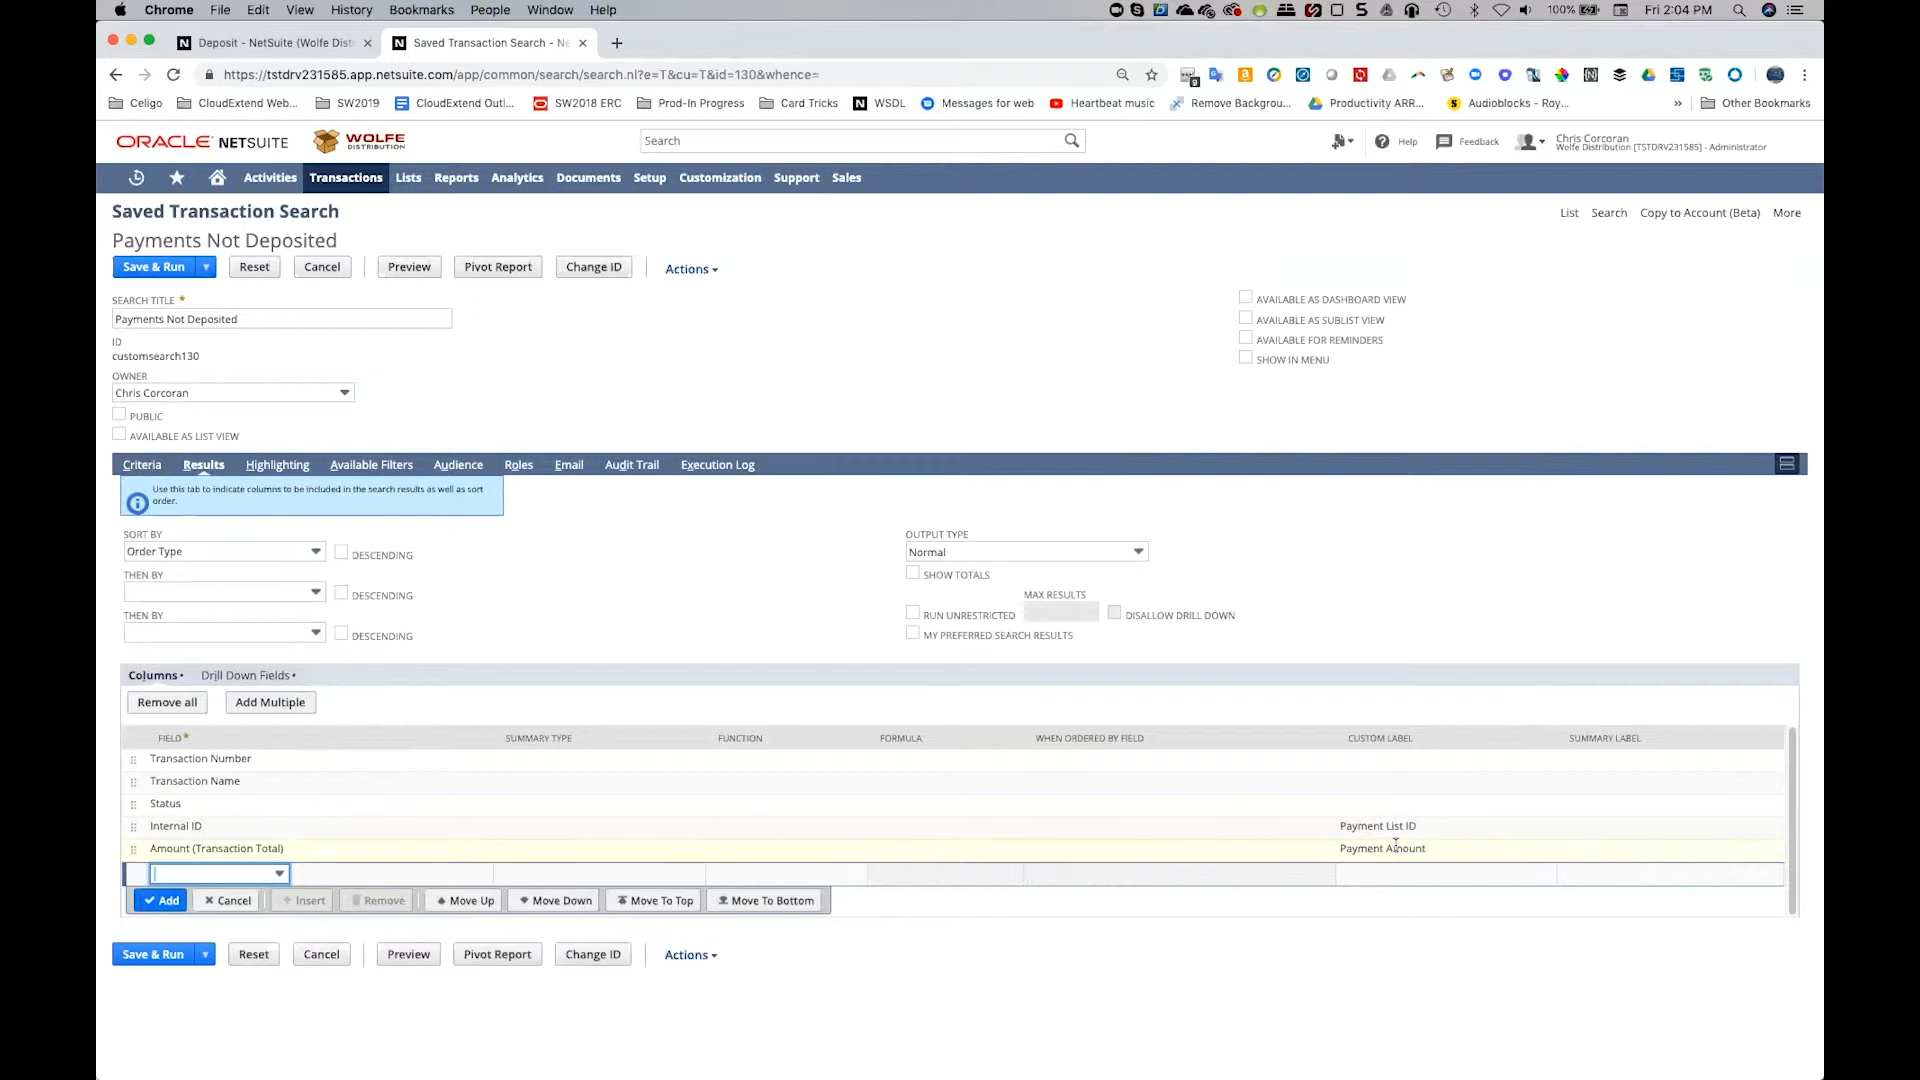 Chrome File Edit View History Bookmarks People Window Help 100% Fri 2:04 PM
Deposit - NetSuite (Wolfe Dist Saved Transaction Search - Ne
https://tstdrv231585.app.netsuite.com/app/common/search/search.nl?e=T&cu=T&id=130&whence=
Celigo CloudExtend Web... SW2019 CloudExtend Outl... SW2018 ERC Prod-In Progress Card Tricks WSDL Messages for web Heartbeat music Remove Backgrou... Productivity ARR... Audioblocks - Roy... » Other Bookmarks
ORACLE NETSUITE WOLFE DISTRIBUTION Search Help Feedback Chris Corcoran
Wolfe Distribution [TSTDRV231585] - Administrator
Activities Transactions Lists Reports Analytics Documents Setup Customization Support Sales
Saved Transaction Search List Search Copy to Account (Beta) More
Payments Not Deposited
Save & Run Reset Cancel Preview Pivot Report Change ID Actions
SEARCH TITLE * AVAILABLE AS DASHBOARD VIEW
Payments Not Deposited AVAILABLE AS SUBLIST VIEW
ID AVAILABLE FOR REMINDERS
customsearch130 SHOW IN MENU
OWNER
Chris Corcoran
PUBLIC
AVAILABLE AS LIST VIEW
Criteria Results Highlighting Available Filters Audience Roles Email Audit Trail Execution Log
Use this tab to indicate columns to be included in the search results as well as sort
order.
SORT BY OUTPUT TYPE
Order Type DESCENDING Normal
THEN BY SHOW TOTALS
DESCENDING MAX RESULTS
THEN BY RUN UNRESTRICTED DISALLOW DRILL DOWN
DESCENDING MY PREFERRED SEARCH RESULTS
Columns • Drill Down Fields •
Remove all Add Multiple
FIELD * SUMMARY TYPE FUNCTION FORMULA WHEN ORDERED BY FIELD CUSTOM LABEL SUMMARY LABEL
Transaction Number
Transaction Name
Status
Internal ID Payment List ID
Amount (Transaction Total) Payment Amount
Add Cancel Insert Remove Move Up Move Down Move To Top Move To Bottom
Save & Run Reset Cancel Preview Pivot Report Change ID Actions